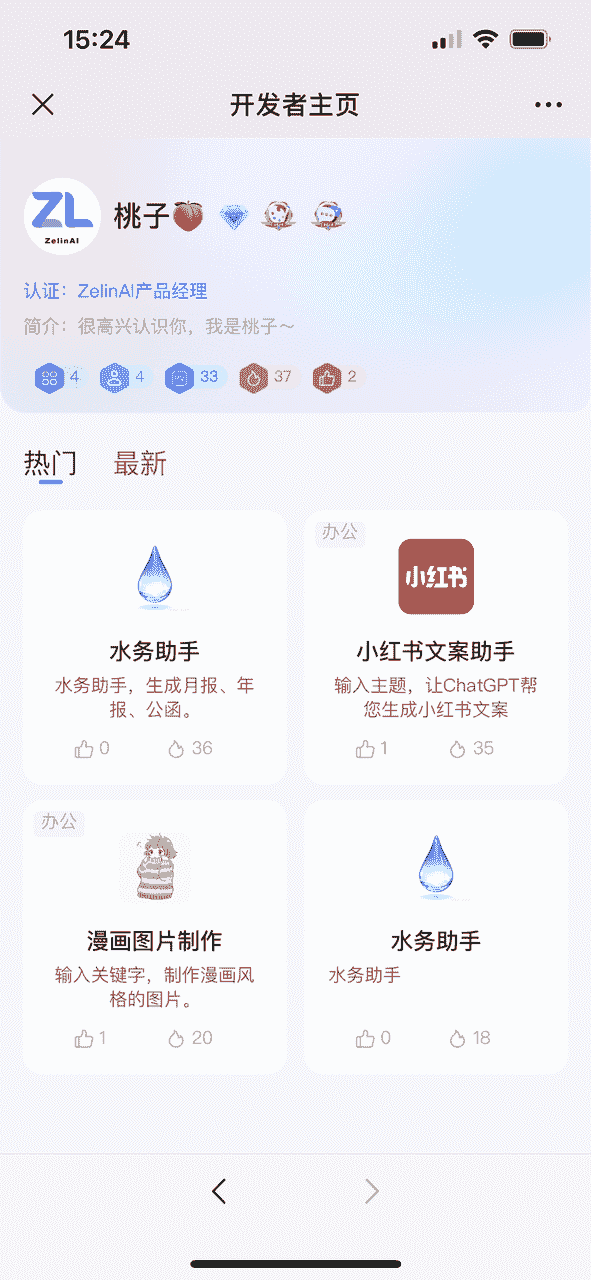 15:24
开发者主页
ZL
ZelinAI
桃子🍑
认证：ZelinAI产品经理
简介：很高兴认识你，我是桃子～
4 4 33 37 2
热门 最新
水务助手
水务助手，生成月报、年
报、公函。
0 36
办公
小红书
小红书文案助手
输入主题，让ChatGPT帮
您生成小红书文案
1 35
办公
漫画图片制作
输入关键字，制作漫画风
格的图片。
1 20
水务助手
水务助手
0 18